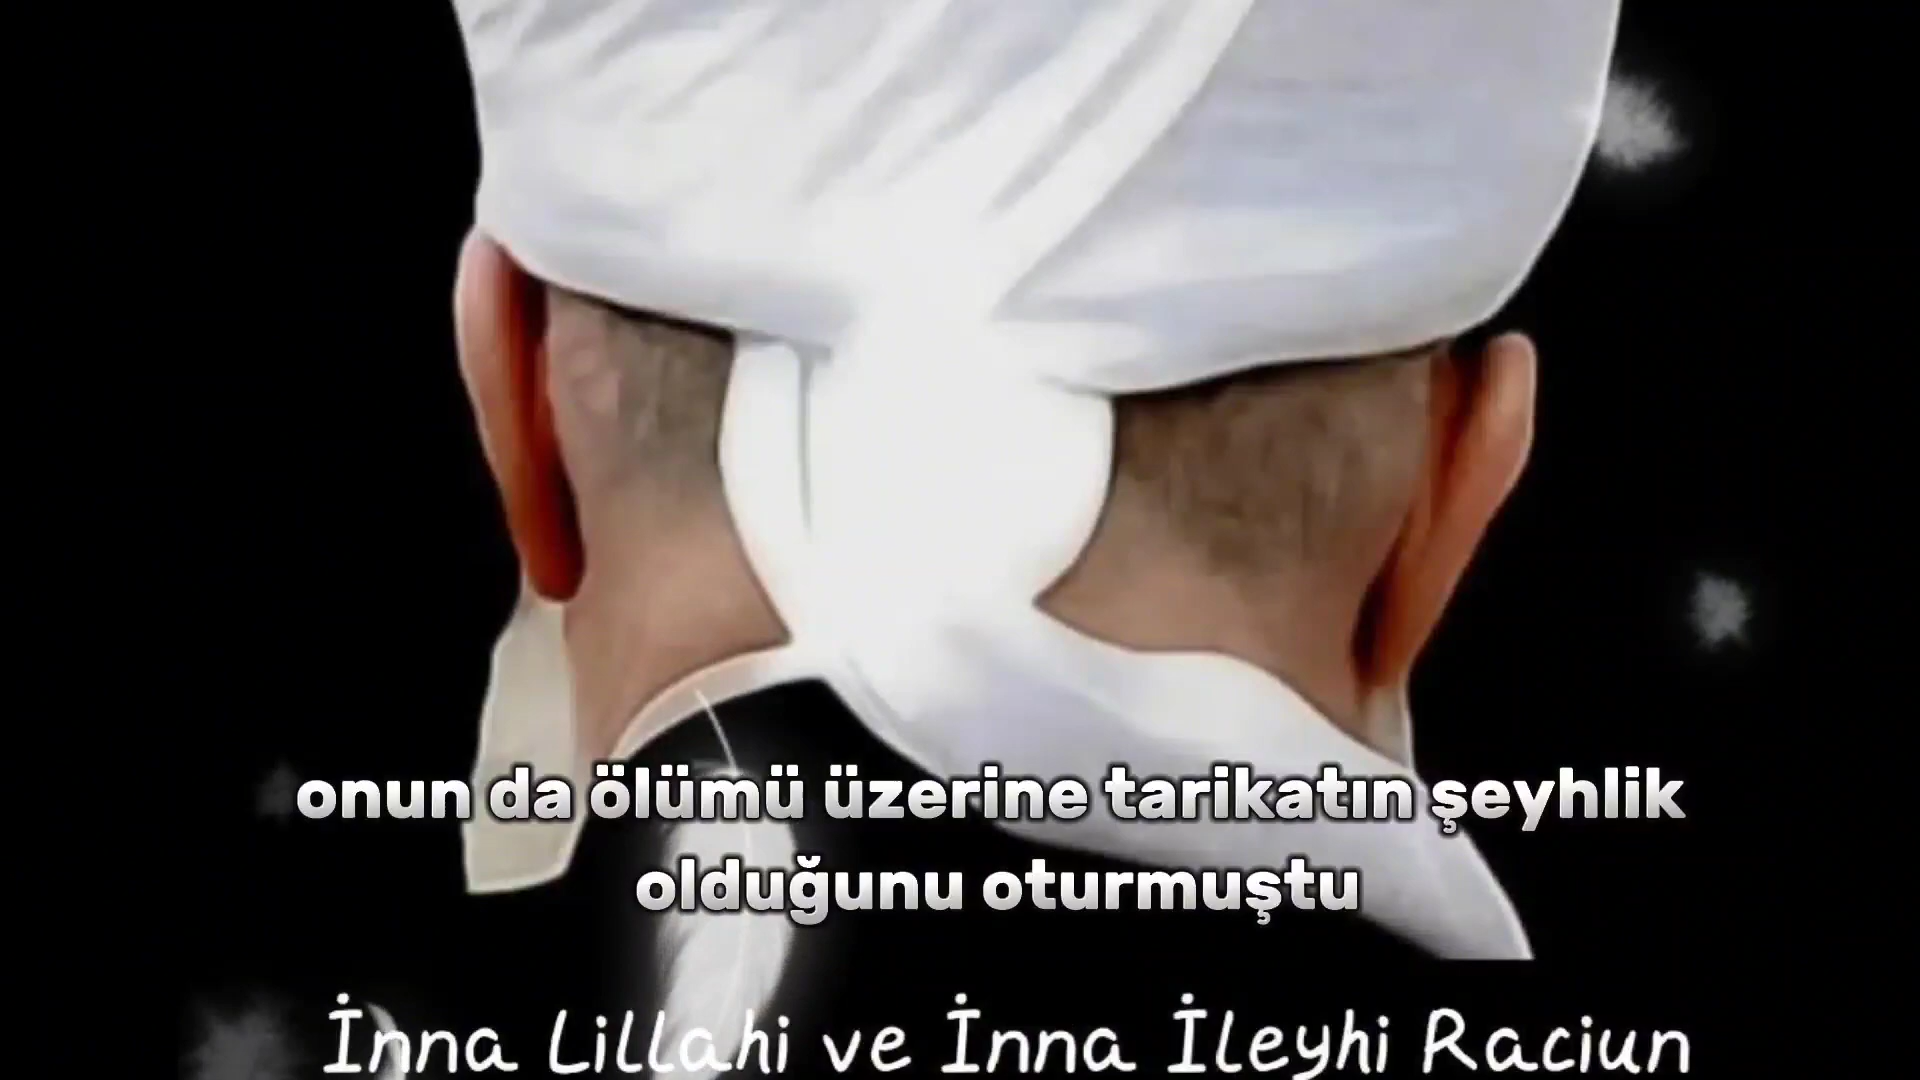 onun da ölümü üzerine tarikatın şeyhlik
olduğunu oturmuştu
İnna Lillahi ve İnna İleyhi Raciun